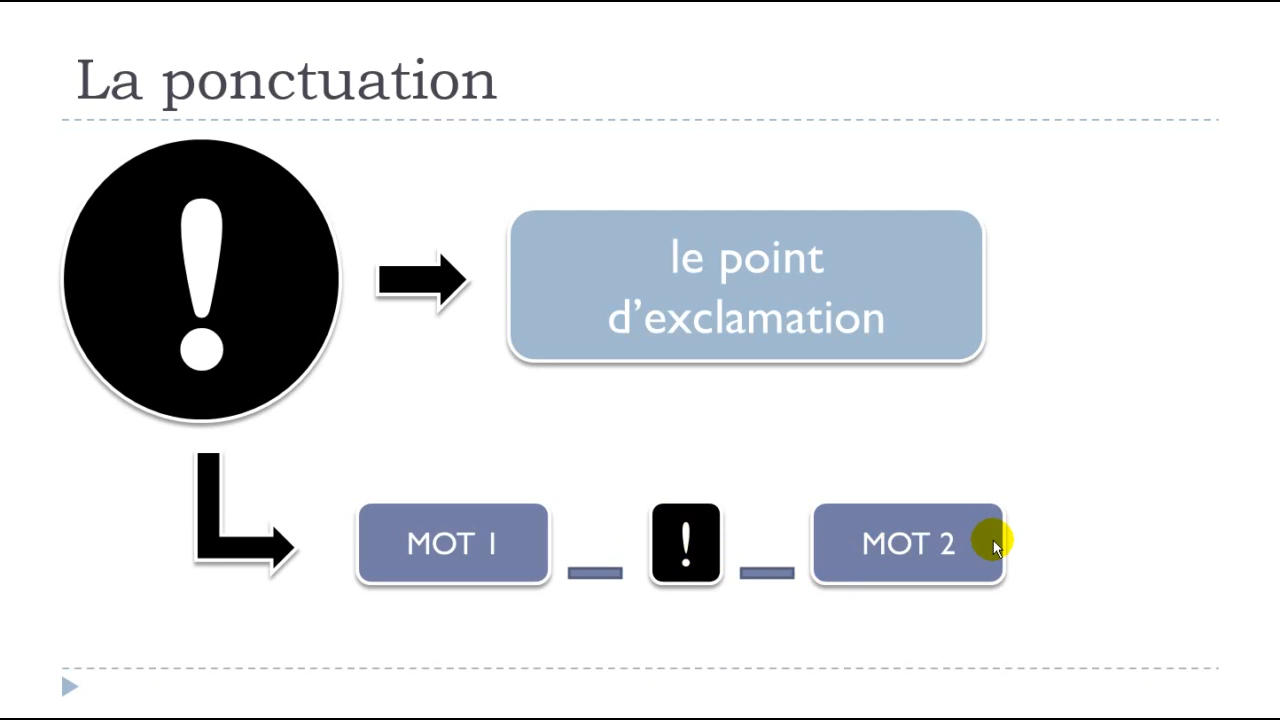 La ponctuation
!
le point
d’exclamation
MOT 1 _ ! _ MOT 2